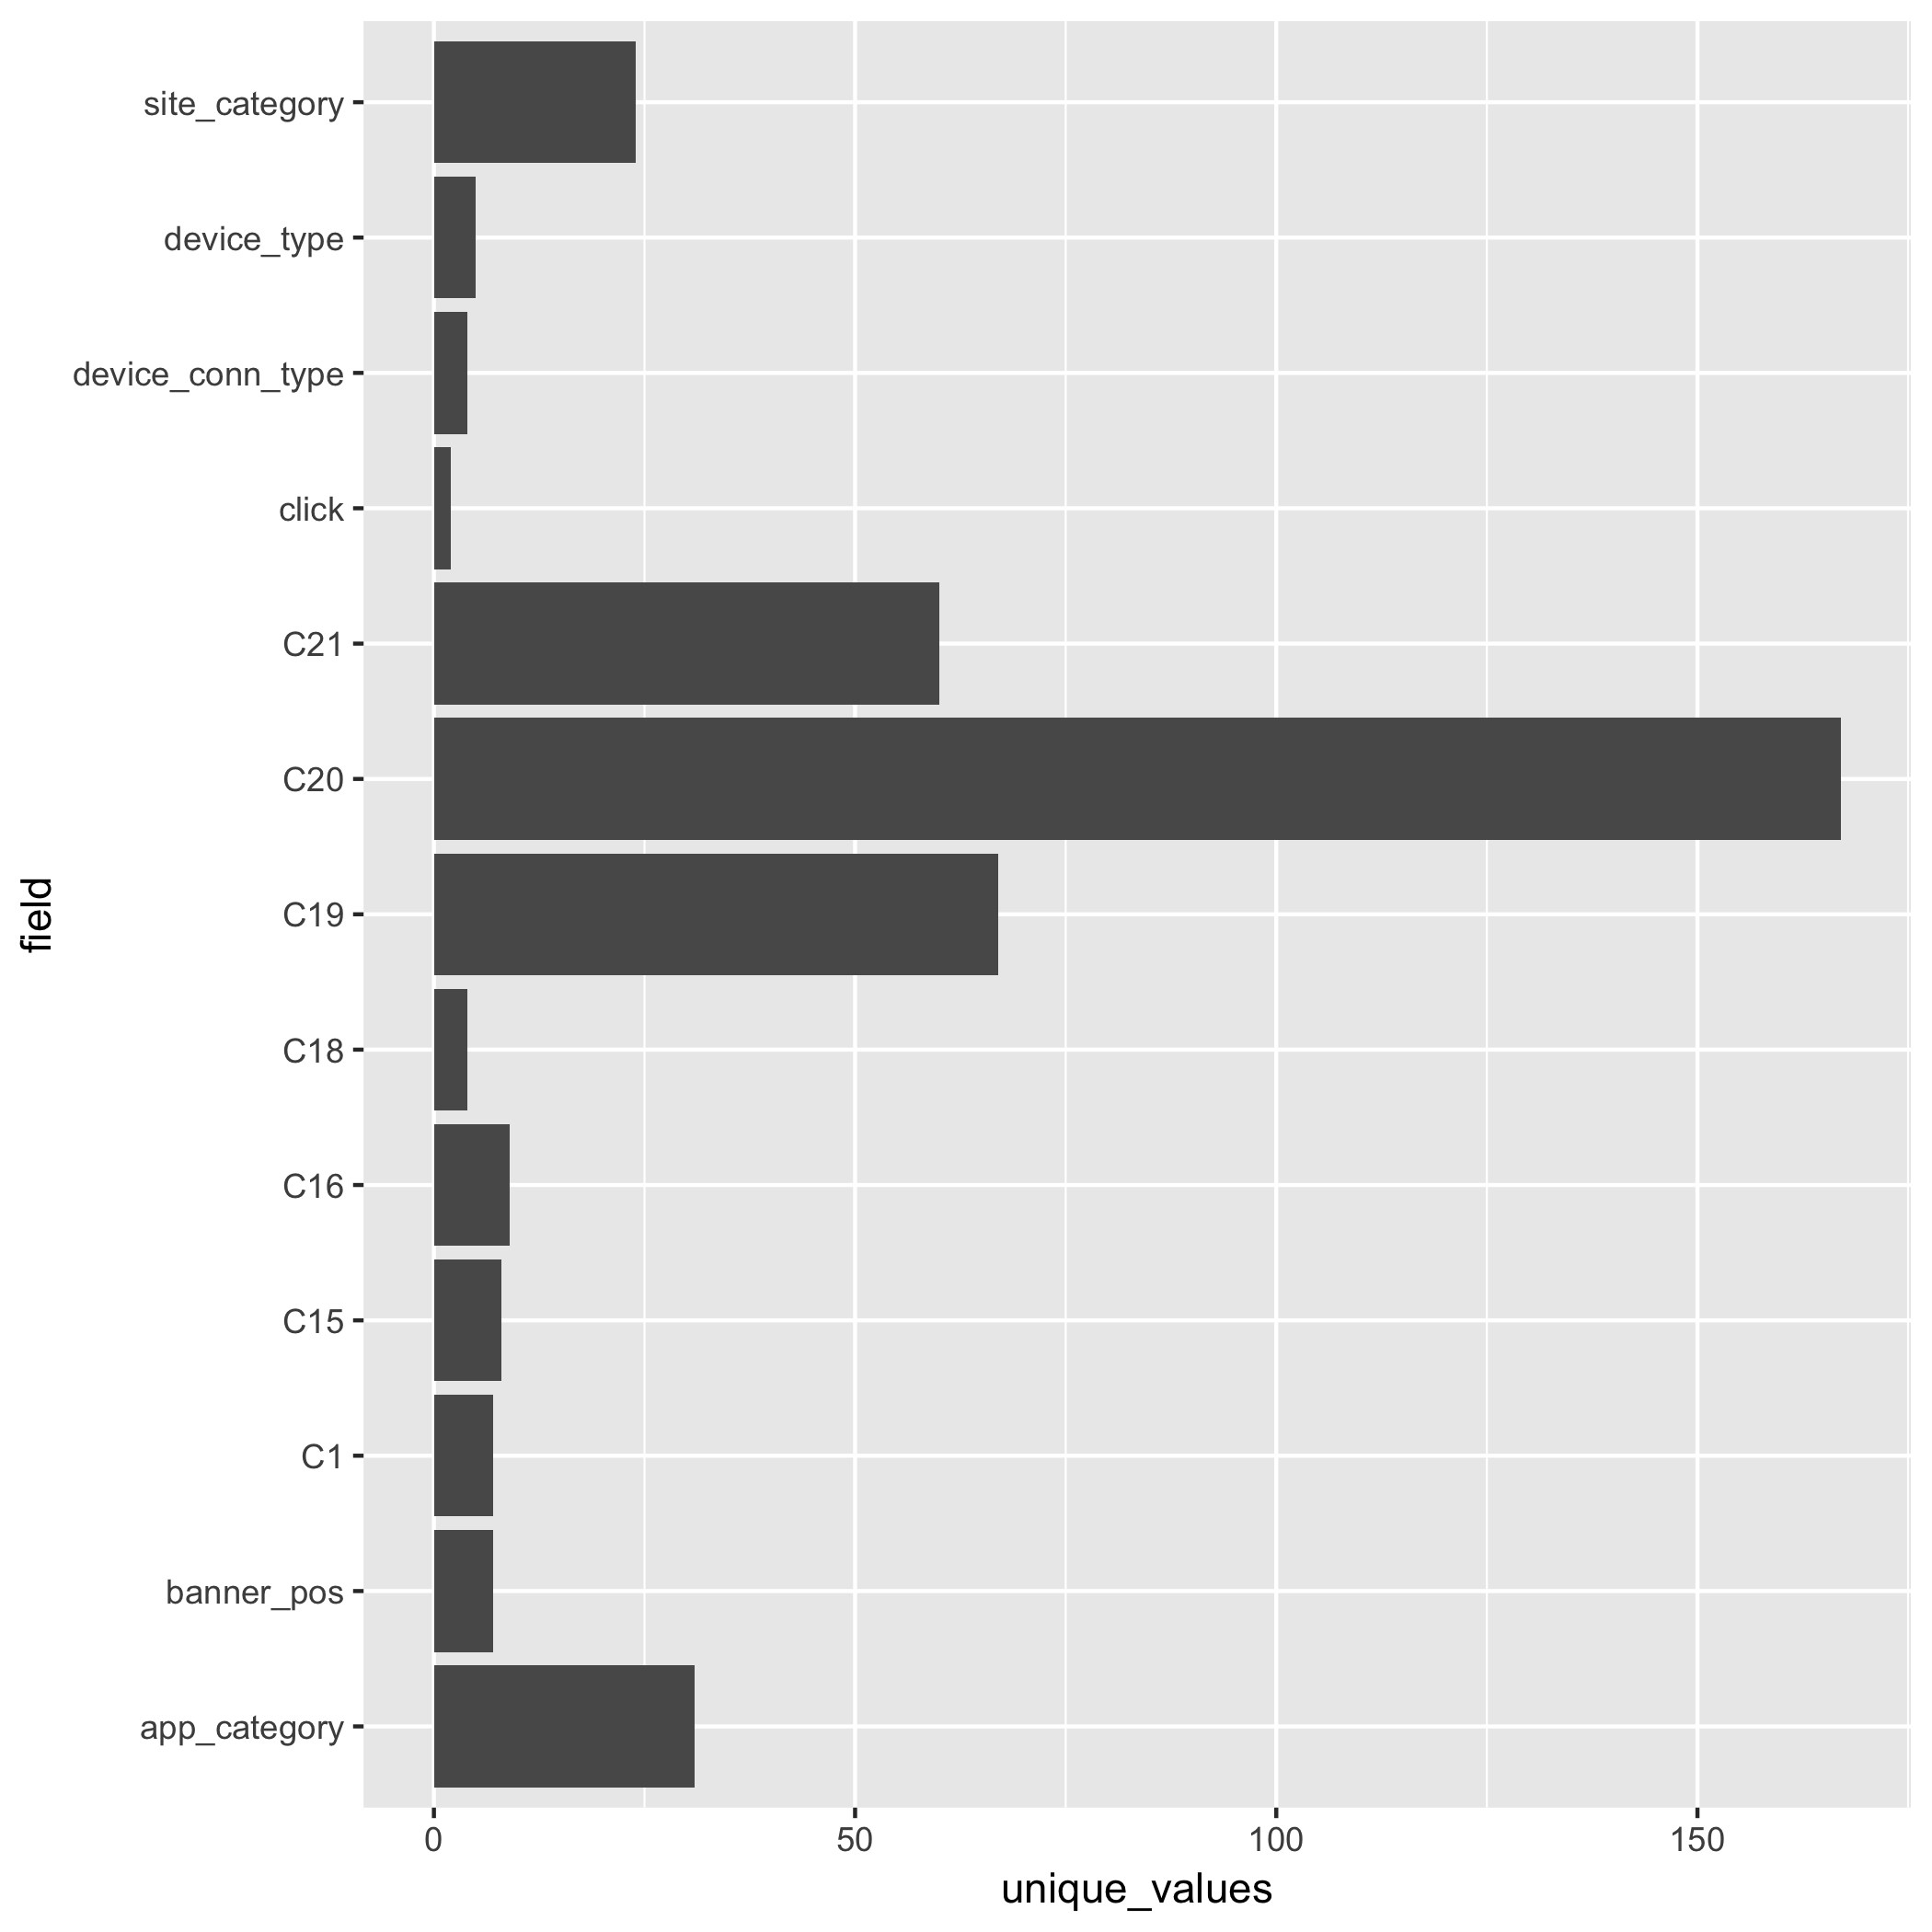 site_category
device_type
device_conn_type
click
C21
C20
C19
C18
C16
C15
C1
banner_pos
app_category
field
0 50 100 150
unique_values